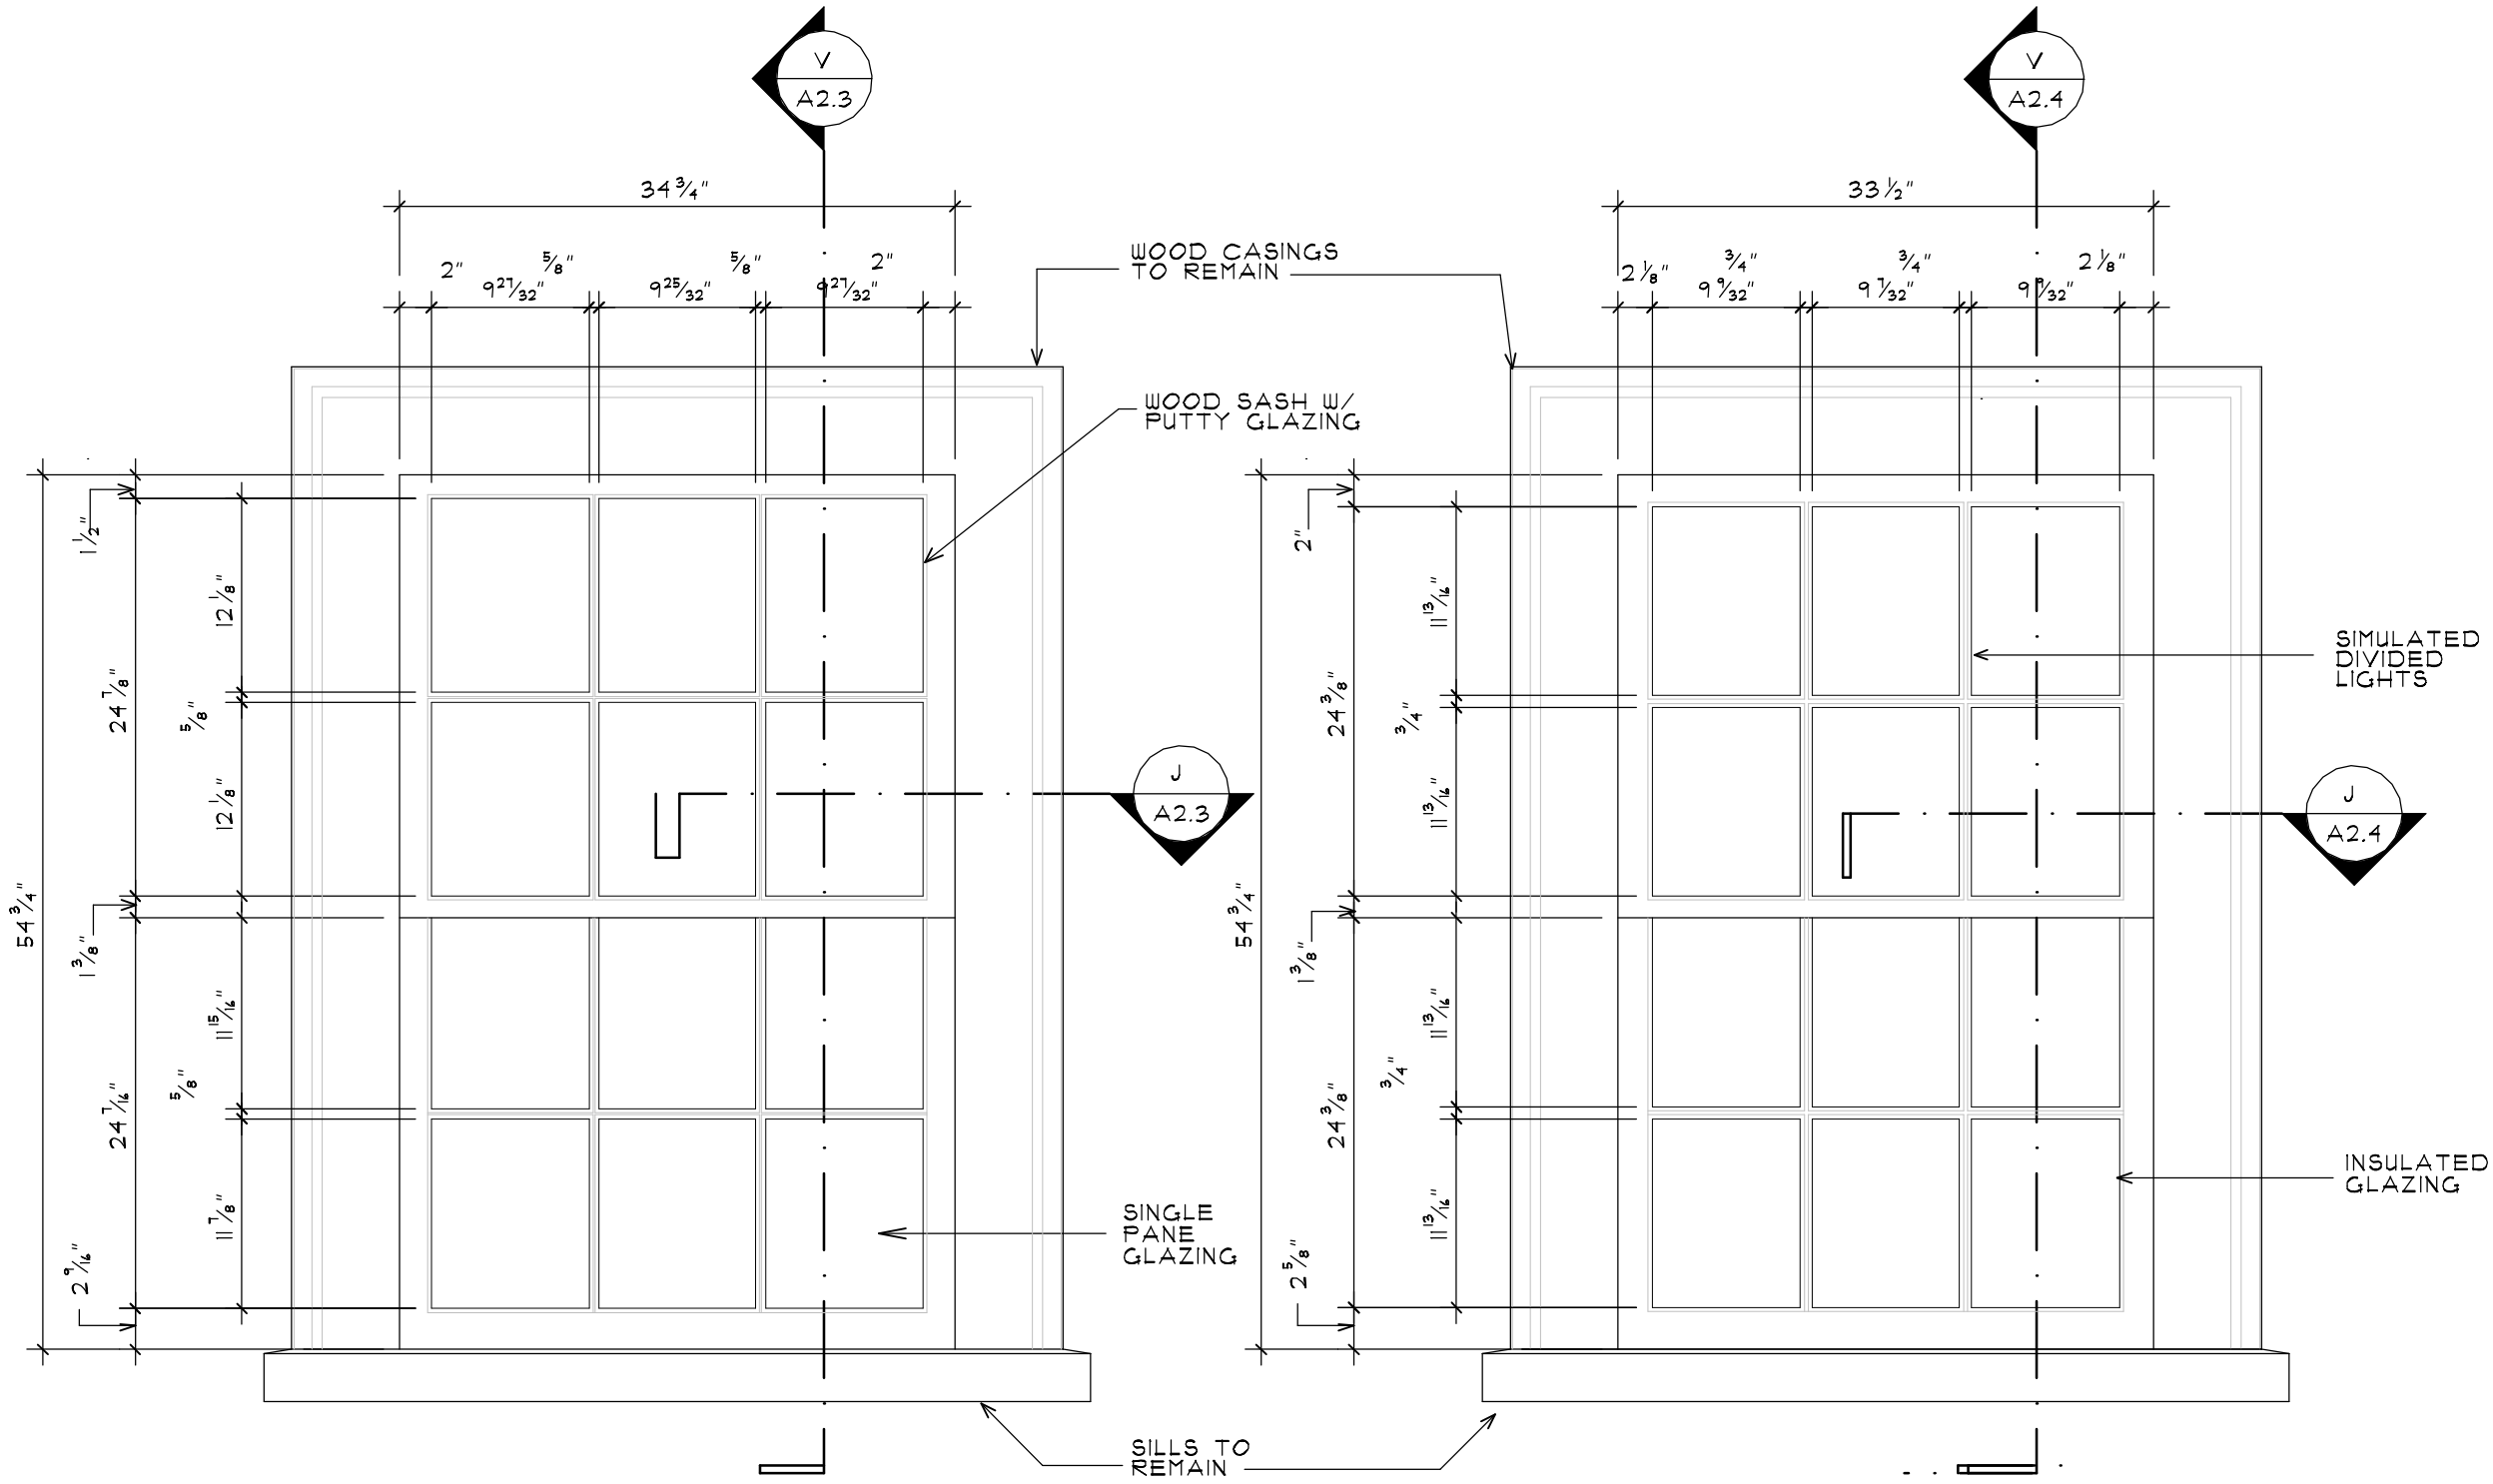 V
A2.3
V
A2.4
34 3/4"
33 1/2"
WOOD CASINGS
TO REMAIN
2"
5/8"
5/8"
2"
9 27/32"
9 25/32"
9 27/32"
2 1/8"
3/4"
3/4"
2 1/8"
9 9/32"
9 7/32"
9 9/32"
WOOD SASH W/
PUTTY GLAZING
1 1/2"
12 1/8"
24 7/8"
5/8"
12 1/8"
54 3/4"
1 3/8"
11 15/16"
5/8"
24 7/16"
11 7/8"
2 9/16"
J
A2.3
SINGLE
PANE
GLAZING
2"
11 13/16"
24 3/8"
3/4"
11 13/16"
54 3/4"
1 3/8"
11 13/16"
3/4"
24 3/8"
11 13/16"
2 5/8"
SIMULATED
DIVIDED
LIGHTS
J
A2.4
INSULATED
GLAZING
SILLS TO
REMAIN